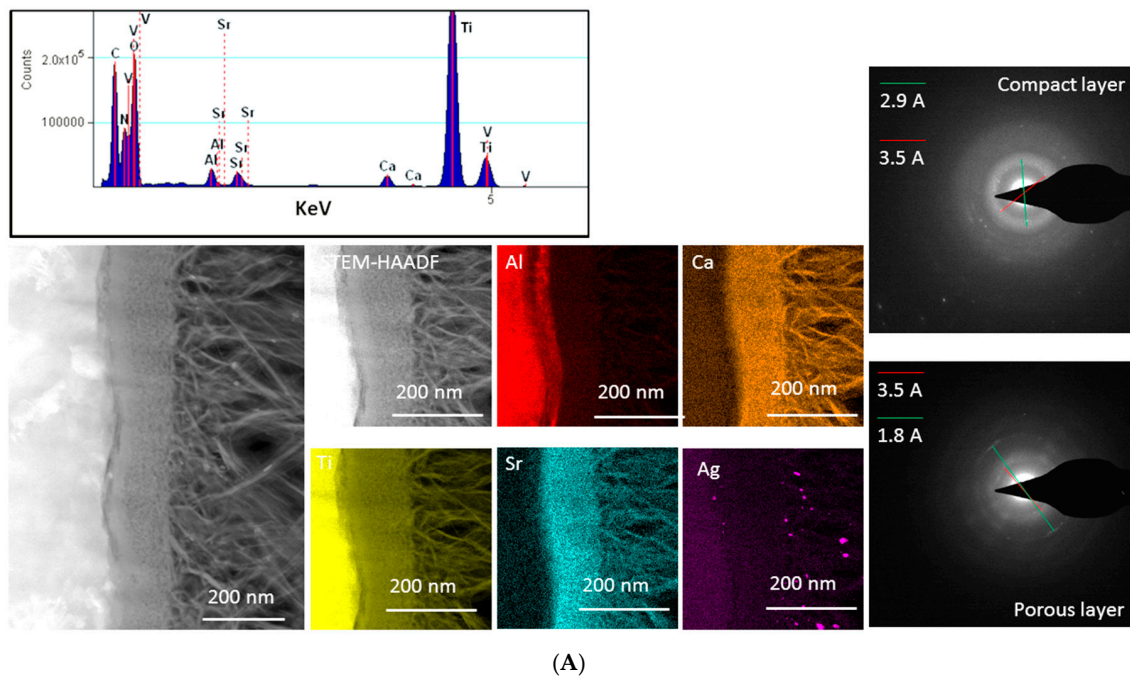 V
V
Sr
C
O
Ti
2.0x10⁵
Counts
V
Sr
Sr
N
100000
Al
V
Al
Sr
Ti
Sr
Ca
Ca
V
5
KeV
Compact layer
2.9 A
3.5 A
STEM-HAADF
Al
Ca
200 nm
200 nm
200 nm
200 nm
Ti
Sr
Ag
200 nm
200 nm
200 nm
3.5 A
1.8 A
Porous layer
(A)